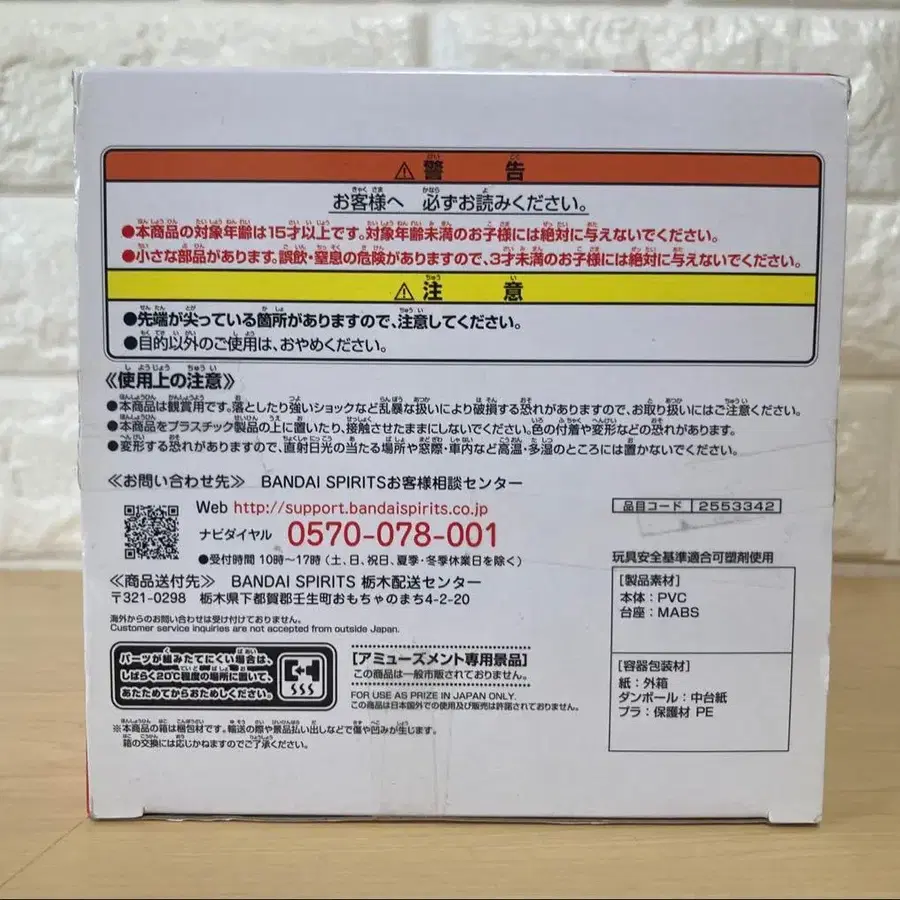 ⚠警告
お客様へ 必ずお読みください。
●本商品の対象年齢は15才以上です。対象年齢未満のお子様には絶対に与えないでください。
●小さな部品があります。誤飲・窒息の危険がありますので、3才未満のお子様には絶対に与えないでください。
⚠注意
●先端が尖っている箇所がありますので、注意してください。
●目的以外のご使用は、おやめください。
《使用上の注意》
●本商品は観賞用です。落としたり強いショックなど乱暴な扱いにより破損する恐れがありますので、お取り扱いにはご注意ください。
●本商品をプラスチック製品の上に置いたり、接触させたままにしないでください。色の付着や変形などの恐れがあります。
●変形する恐れがありますので、直射日光の当たる場所や窓際・車内など高温・多湿のところには置かないでください。
≪お問い合わせ先≫ BANDAI SPIRITSお客様相談センター
Web http://support.bandaispirits.co.jp
ナビダイヤル 0570-078-001
●受付時間 10時～17時(土、日、祝日、夏季・冬季休業日を除く)
≪商品送付先≫ BANDAI SPIRITS 栃木配送センター
〒321-0298 栃木県下都賀郡壬生町おもちゃのまち4-2-20
海外からのお問い合わせは受け付けておりません。
Customer service inquiries are not accepted from outside Japan.
パーツが組みたてにくい場合は、
しばらく20℃程度の場所に置いて、
あたためてからおためしください。
[アミューズメント専用景品]
この商品は一般市販されておりません。
FOR USE AS PRIZE IN JAPAN ONLY.
この商品は日本国外での使用及び販売は許諾されておりません。
※本商品の箱は梱包材です。輸送の際や景品払い出しなどで傷や凹みが生じます。
箱の交換には応じかねますのでご了承ください。
品目コード 2553342
玩具安全基準適合可塑剤使用
[製品素材]
本体：PVC
台座：MABS
[容器包装材]
紙：外箱
ダンボール：中台紙
プラ：保護材 PE